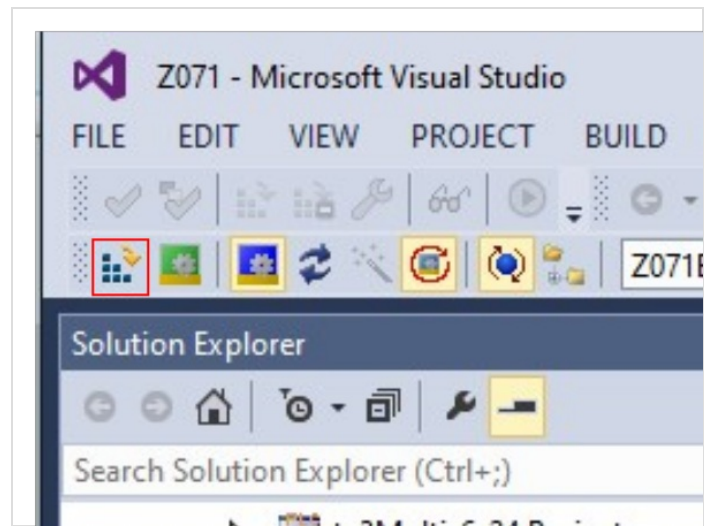 Z071 - Microsoft Visual Studio
FILE EDIT VIEW PROJECT BUILD
Solution Explorer
Search Solution Explorer (Ctrl+;)